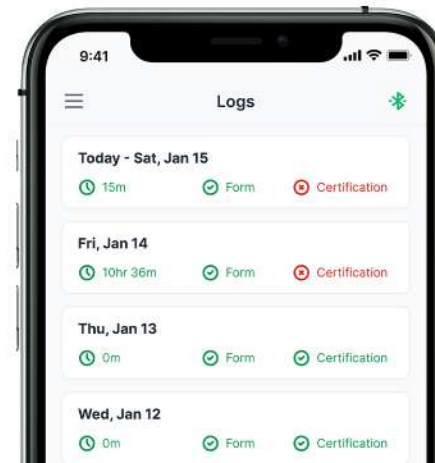 9:41
Logs
Today - Sat, Jan 15
15m Form Certification
Fri, Jan 14
10hr 36m Form Certification
Thu, Jan 13
0m Form Certification
Wed, Jan 12
0m Form Certification